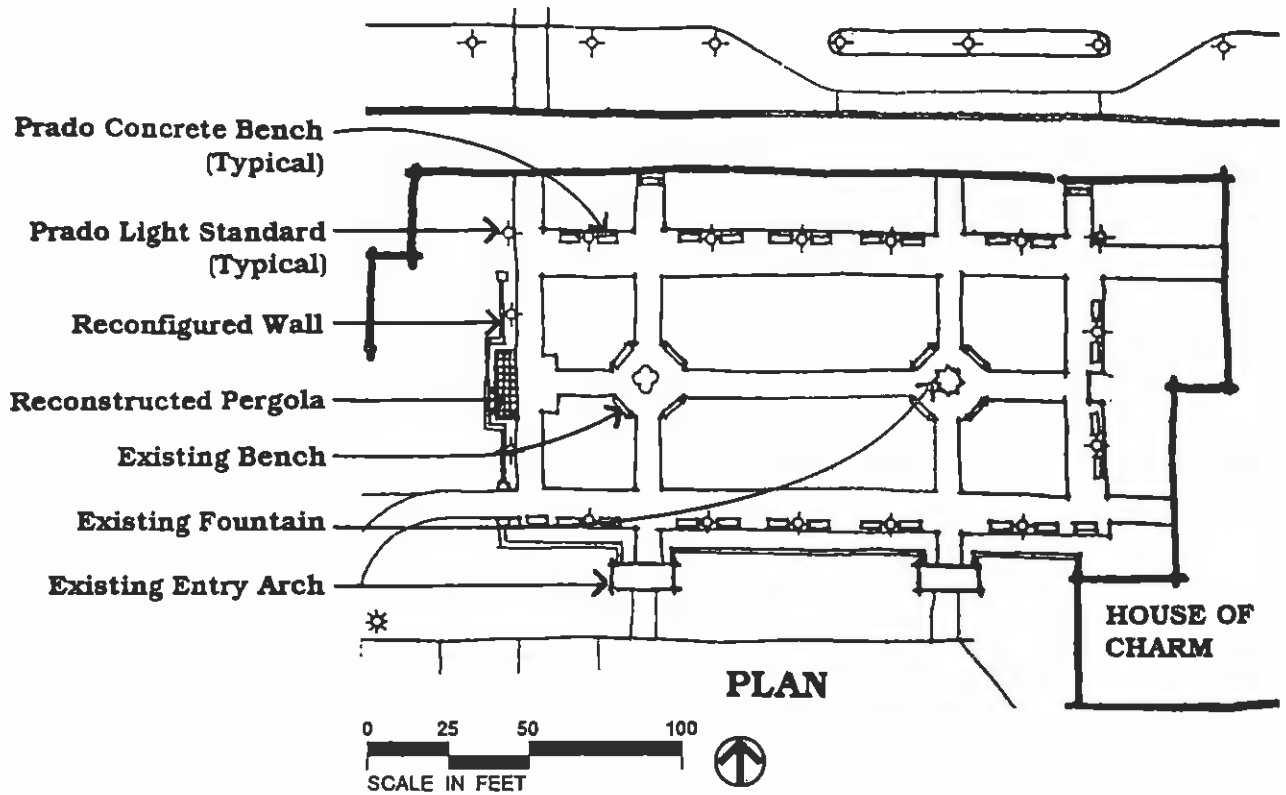 Prado Concrete Bench
(Typical)
Prado Light Standard
(Typical)
Reconfigured Wall
Reconstructed Pergola
Existing Bench
Existing Fountain
Existing Entry Arch
HOUSE OF
CHARM
PLAN
0 25 50 100
SCALE IN FEET